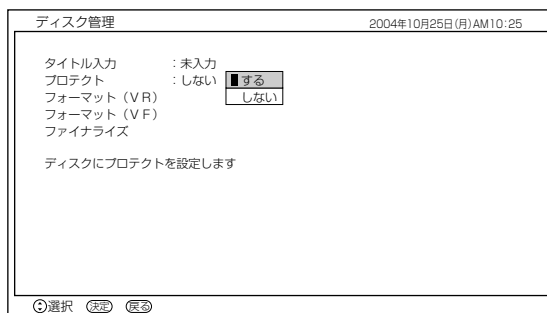 ディスク管理 2004年10月25日(月)AM10:25
タイトル入力 :未入力
プロテクト :しない する
フォーマット(VR) しない
フォーマット(VF)
ファイナライズ
ディスクにプロテクトを設定します
選択 決定 戻る